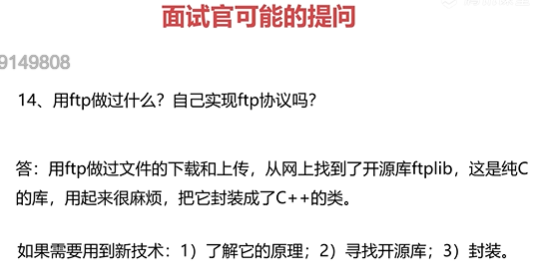 面试官可能的提问
9149808
14、用ftp做过什么？自己实现ftp协议吗？
答：用ftp做过文件的下载和上传，从网上找到了开源库ftplib，这是纯C
的库，用起来很麻烦，把它封装成了C++的类。
如果需要用到新技术：1）了解它的原理；2）寻找开源库；3）封装。